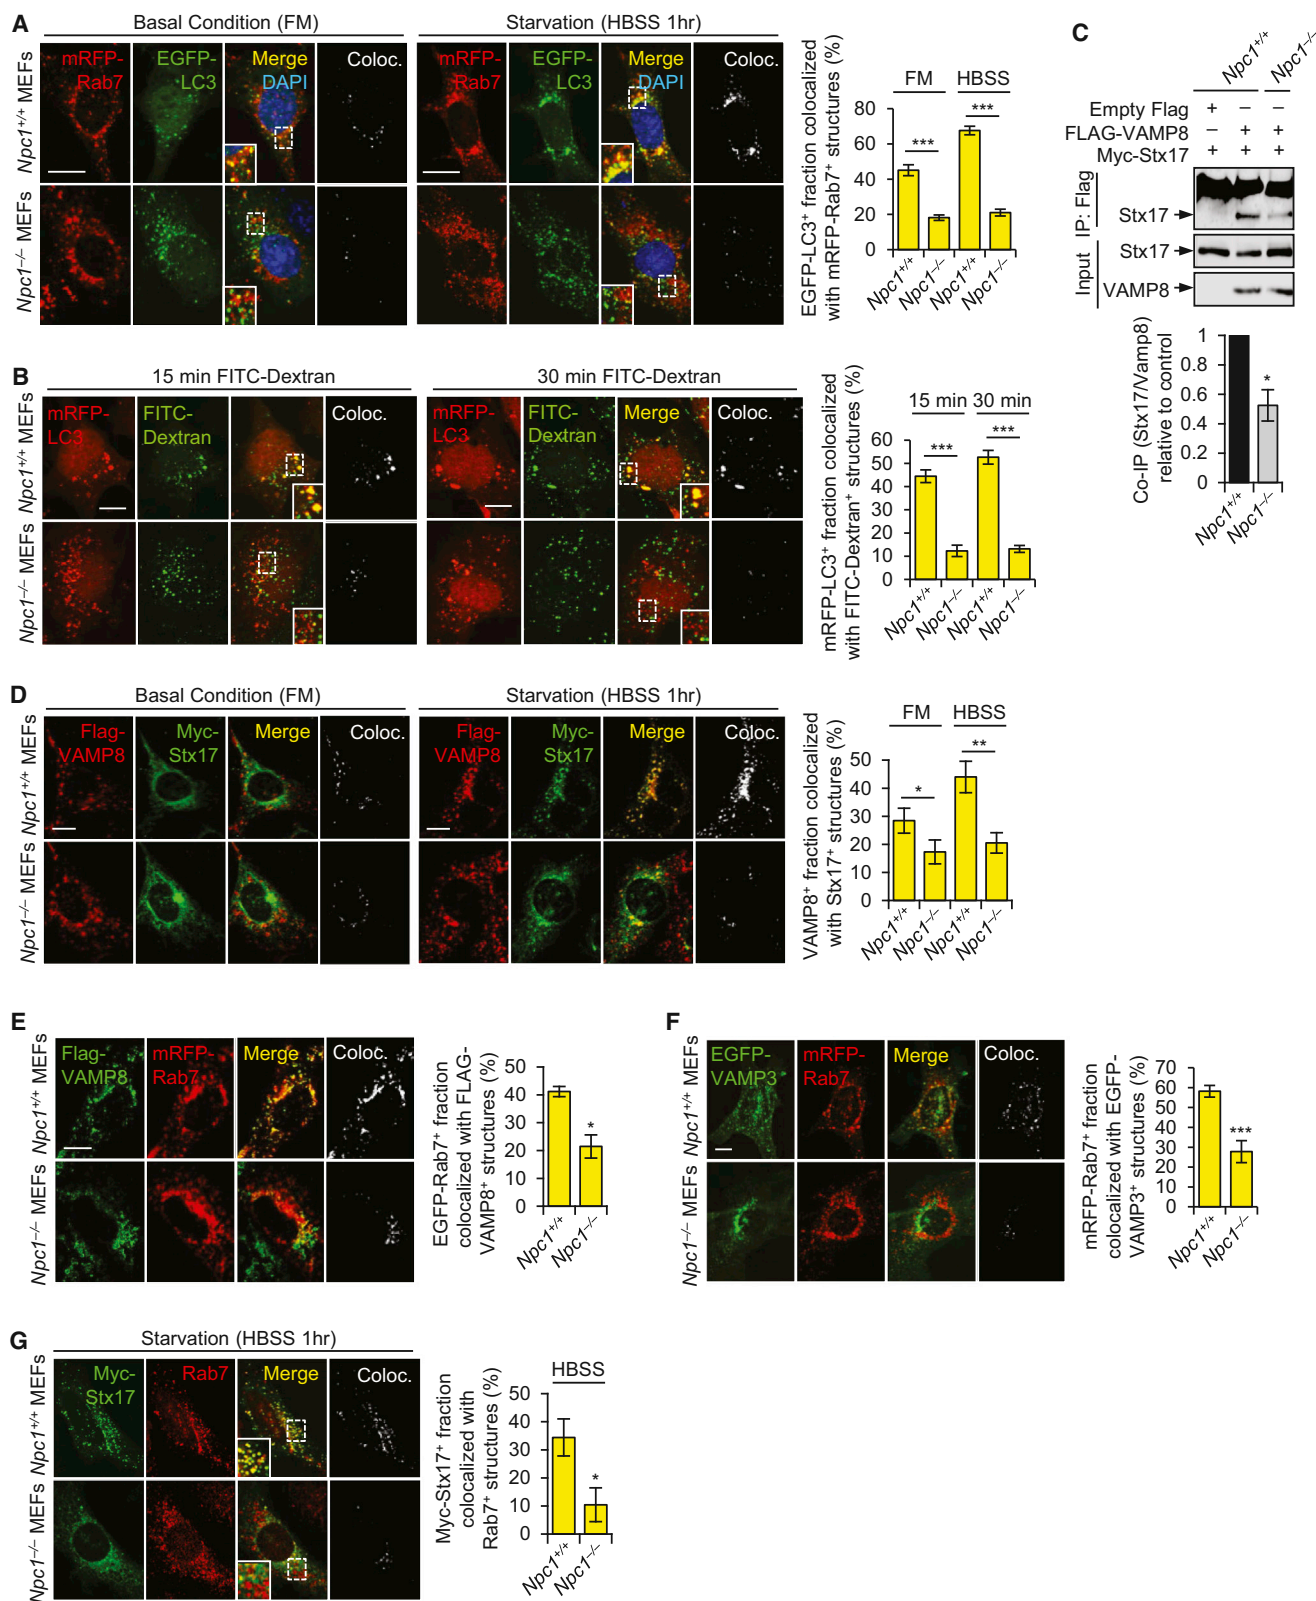 A
Basal Condition (FM)
Starvation (HBSS 1hr)
Npc1+/+ MEFs
Npc1–/– MEFs
mRFP-
Rab7
EGFP-
LC3
Merge
DAPI
Coloc.
mRFP-
Rab7
EGFP-
LC3
Merge
DAPI
Coloc.
EGFP-LC3+ fraction colocalized
with mRFP-Rab7+ structures (%)
FM
HBSS
***
***
80
60
40
20
0
Npc1+/+
Npc1–/–
Npc1+/+
Npc1–/–
C
Npc1+/+
Npc1–/–
Empty Flag + – –
FLAG-VAMP8 – + +
Myc-Stx17 + + +
IP: Flag
Stx17
Input
Stx17
VAMP8
Co-IP (Stx17/Vamp8)
relative to control
1
0.8
0.6
0.4
0.2
0
*
Npc1+/+
Npc1–/–
B
15 min FITC-Dextran
30 min FITC-Dextran
Npc1+/+ MEFs
Npc1–/– MEFs
mRFP-
LC3
FITC-
Dextran
Coloc.
mRFP-
LC3
FITC-
Dextran
Merge
Coloc.
mRFP-LC3+ fraction colocalized
with FITC-Dextran+ structures (%)
15 min
30 min
***
***
60
50
40
30
20
10
0
Npc1+/+
Npc1–/–
Npc1+/+
Npc1–/–
D
Basal Condition (FM)
Starvation (HBSS 1hr)
Npc1+/+ MEFs
Npc1–/– MEFs
Flag-
VAMP8
Myc-
Stx17
Merge
Coloc.
Flag-
VAMP8
Myc-
Stx17
Merge
Coloc.
VAMP8+ fraction colocalized
with Stx17+ structures (%)
FM
HBSS
*
**
50
40
30
20
10
0
Npc1+/+
Npc1–/–
Npc1+/+
Npc1–/–
E
Npc1+/+ MEFs
Npc1–/– MEFs
Flag-
VAMP8
mRFP-
Rab7
Merge
Coloc.
EGFP-Rab7+ fraction
colocalized with FLAG-
VAMP8+ structures (%)
50
40
30
20
10
0
*
Npc1+/+
Npc1–/–
F
Npc1+/+ MEFs
Npc1–/– MEFs
EGFP-
VAMP3
mRFP-
Rab7
Merge
Coloc.
mRFP-Rab7+ fraction
colocalized with EGFP-
VAMP3+ structures (%)
70
60
50
40
30
20
10
0
***
Npc1+/+
Npc1–/–
G
Starvation (HBSS 1hr)
Npc1+/+ MEFs
Npc1–/– MEFs
Myc-
Stx17
Rab7
Merge
Coloc.
Myc-Stx17+ fraction
colocalized with
Rab7+ structures (%)
HBSS
50
40
30
20
10
0
*
Npc1+/+
Npc1–/–